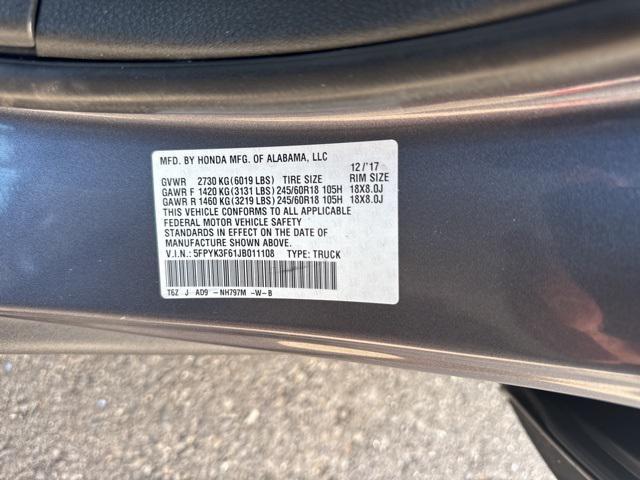 MFD. BY HONDA MFG. OF ALABAMA, LLC
12/'17
GVWR 2730 KG(6019 LBS) TIRE SIZE RIM SIZE
GAWR F 1420 KG(3131 LBS) 245/60R18 105H 18X8.0J
GAWR R 1460 KG(3219 LBS) 245/60R18 105H 18X8.0J
THIS VEHICLE CONFORMS TO ALL APPLICABLE
FEDERAL MOTOR VEHICLE SAFETY
STANDARDS IN EFFECT ON THE DATE OF
MANUFACTURE SHOWN ABOVE.
V.I.N.: 5FPYK3F61JB011108 TYPE: TRUCK
T6Z J AD9 -NH797M -W-B